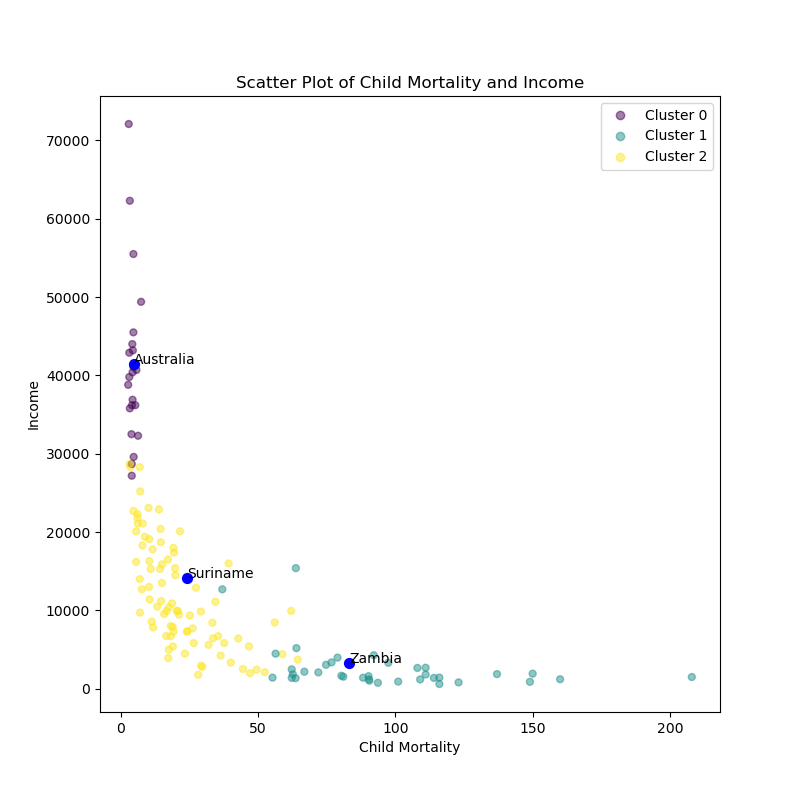 Scatter Plot of Child Mortality and Income
Cluster 0
Cluster 1
Cluster 2
70000
60000
50000
40000
30000
20000
10000
0
Income
Australia
Suriname
Zambia
0 50 100 150 200
Child Mortality